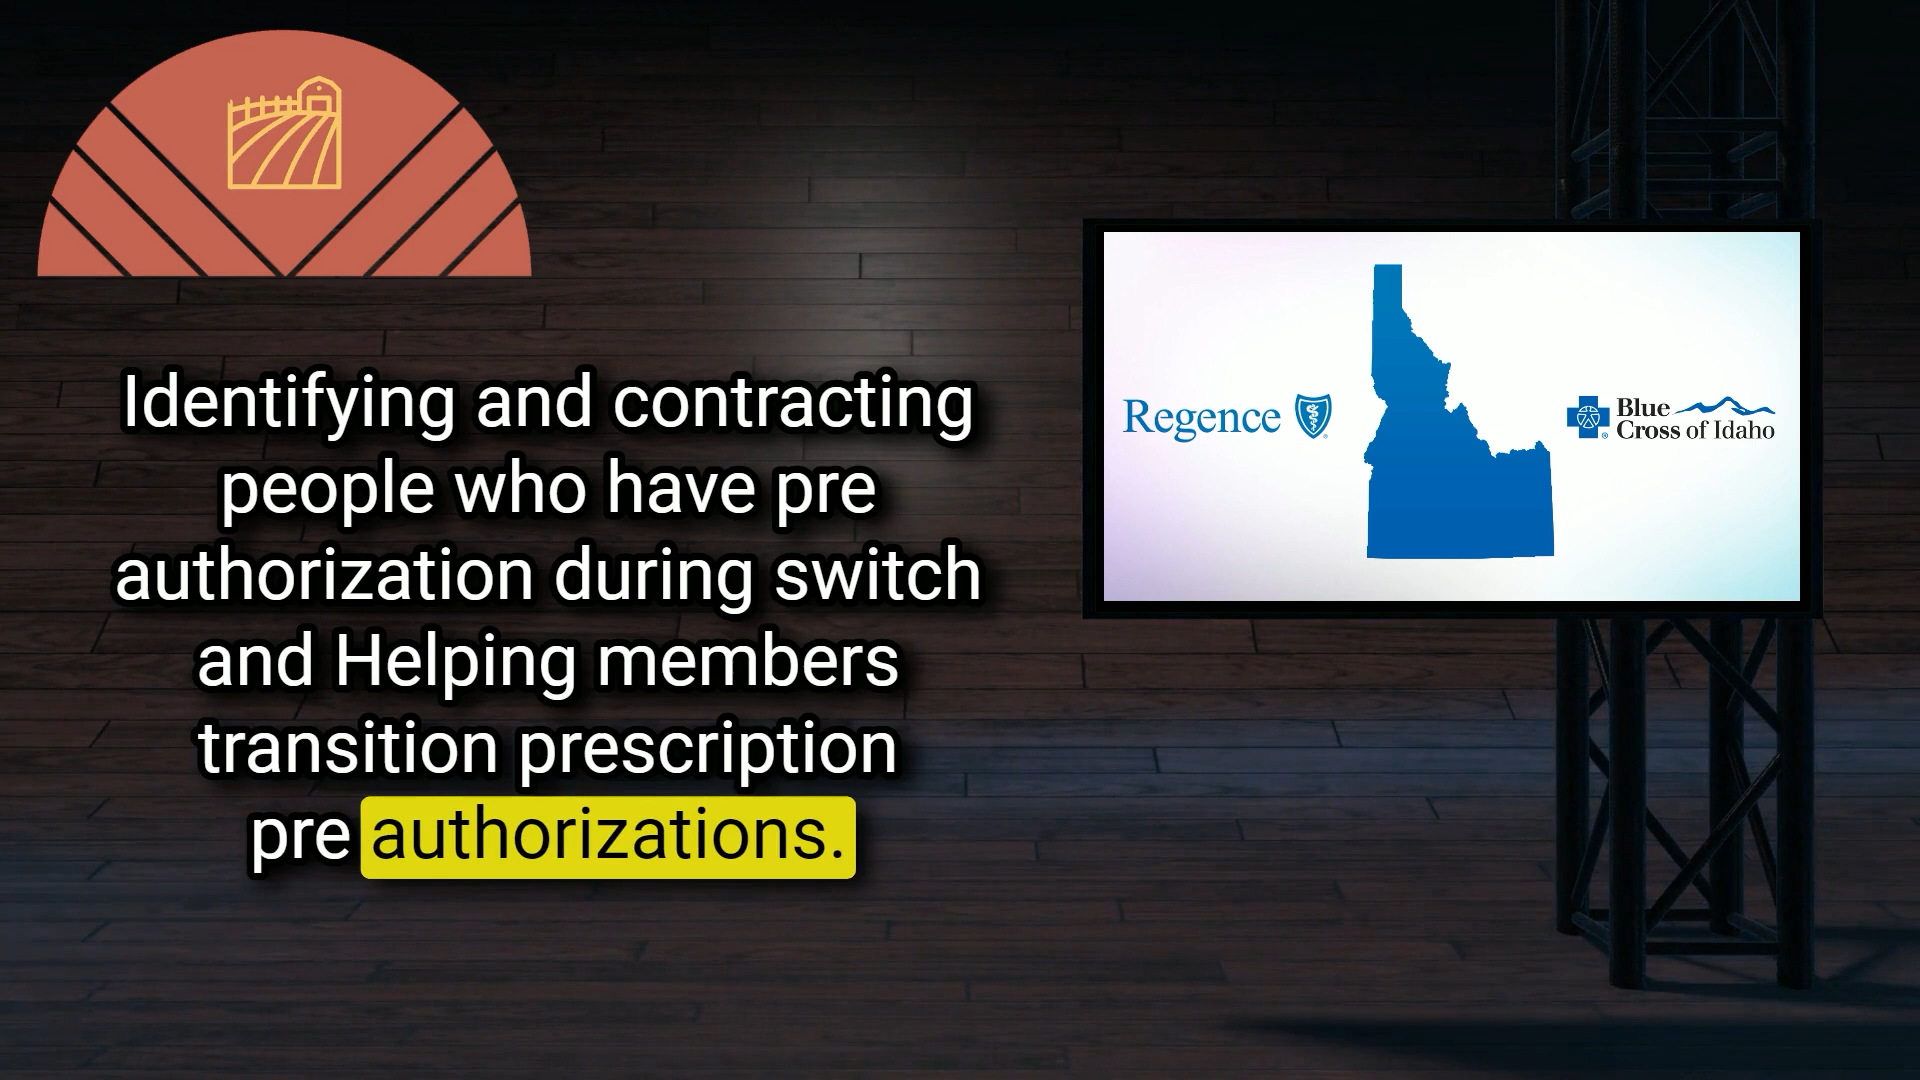 Identifying and contracting
people who have pre
authorization during switch
and Helping members
transition prescription
pre authorizations.
Regence
Blue
Cross of Idaho